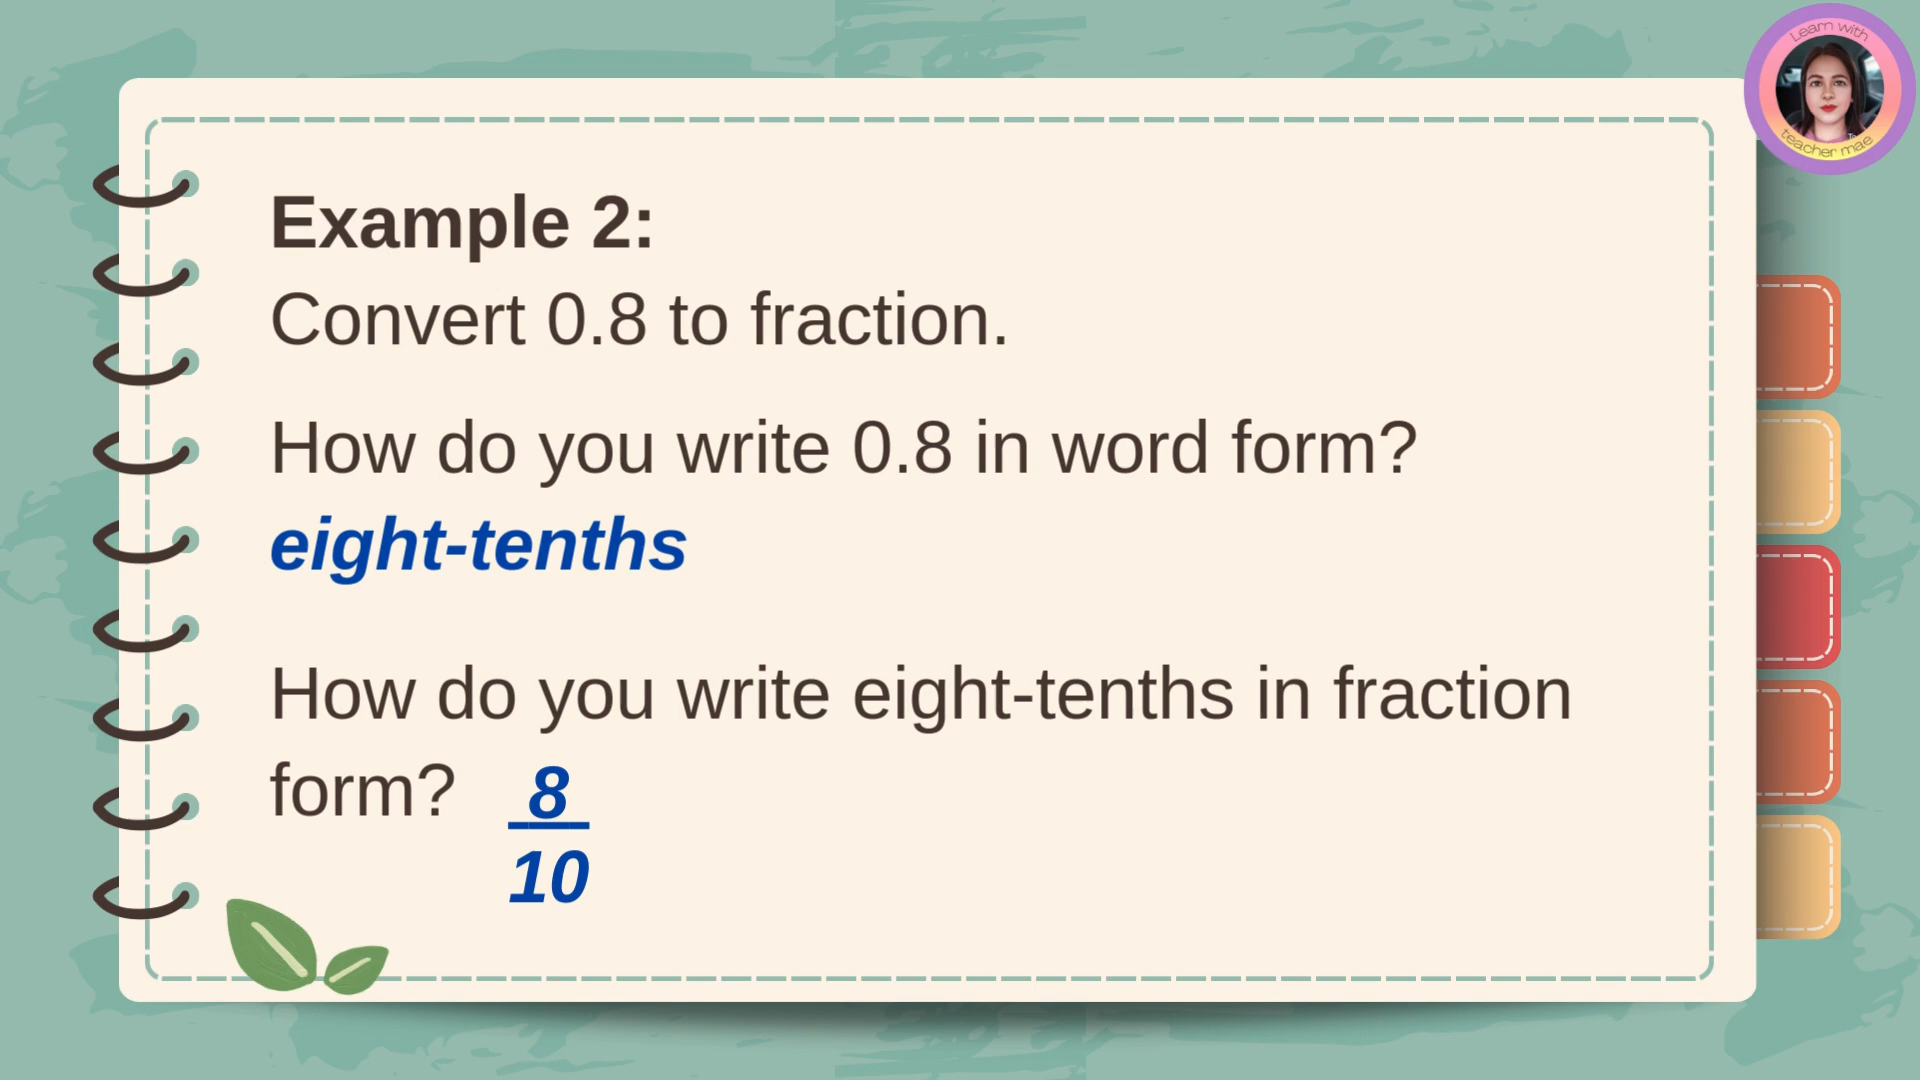 Learn with
teacher mae
Example 2:
Convert 0.8 to fraction.
How do you write 0.8 in word form?
eight-tenths
How do you write eight-tenths in fraction
form?
8
10